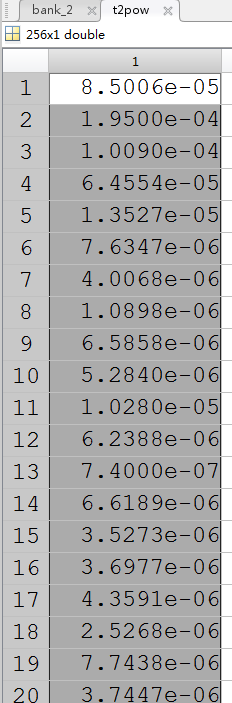 bank_2 t2pow
256x1 double
1
1 8.5006e-05
2 1.9500e-04
3 1.0090e-04
4 6.4554e-05
5 1.3527e-05
6 7.6347e-06
7 4.0068e-06
8 1.0898e-06
9 6.5858e-06
10 5.2840e-06
11 1.0280e-05
12 6.2388e-06
13 7.4000e-07
14 6.6189e-06
15 3.5273e-06
16 3.6977e-06
17 4.3591e-06
18 2.5268e-06
19 7.7438e-06
20 3.7447e-06